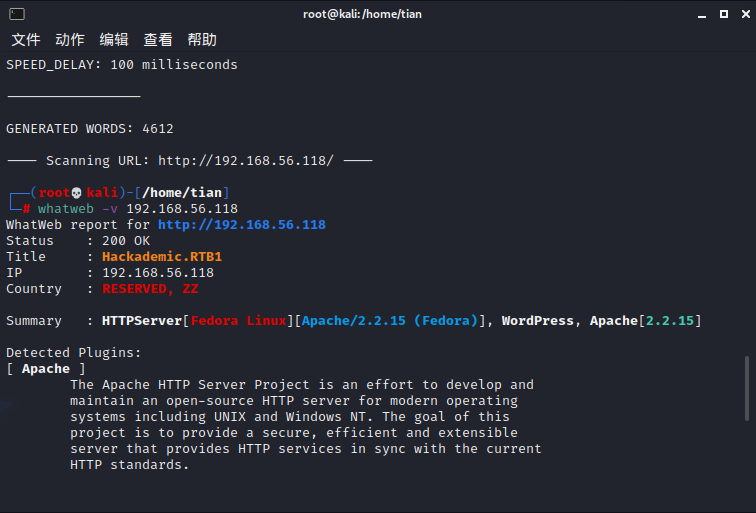 root@kali:/home/tian
文件 动作 编辑 查看 帮助
SPEED_DELAY: 100 milliseconds
-----------------
GENERATED WORDS: 4612
---- Scanning URL: http://192.168.56.118/ ----
┌──(root💀kali)-[/home/tian]
└─# whatweb -v 192.168.56.118
WhatWeb report for http://192.168.56.118
Status    : 200 OK
Title     : Hackademic.RTB1
IP        : 192.168.56.118
Country   : RESERVED, ZZ
Summary   : HTTPServer[Fedora Linux][Apache/2.2.15 (Fedora)], WordPress, Apache[2.2.15]
Detected Plugins:
[ Apache ]
The Apache HTTP Server Project is an effort to develop and
maintain an open-source HTTP server for modern operating
systems including UNIX and Windows NT. The goal of this
project is to provide a secure, efficient and extensible
server that provides HTTP services in sync with the current
HTTP standards.